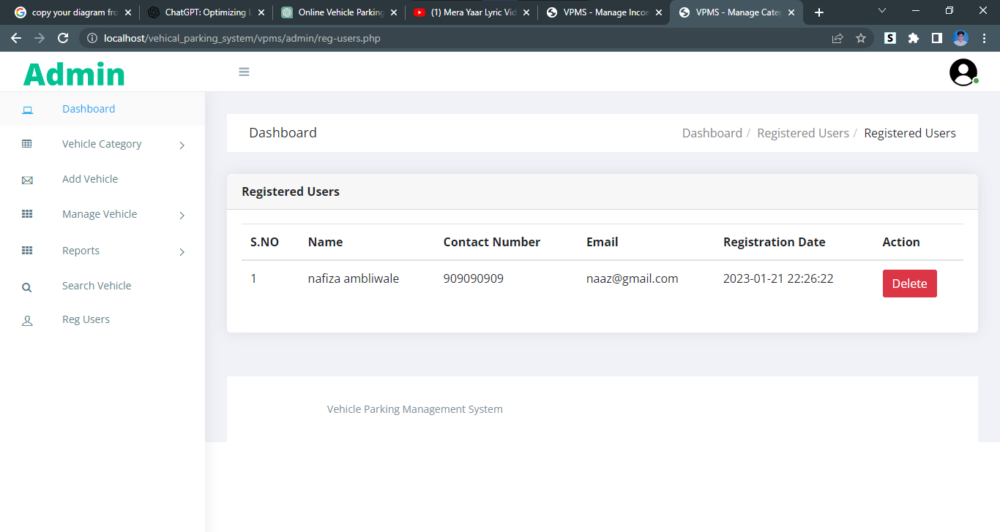 copy your diagram fro
ChatGPT: Optimizing L
Online Vehicle Parking
(1) Mera Yaar Lyric Vid
VPMS - Manage Incom
VPMS - Manage Categ
localhost/vehical_parking_system/vpms/admin/reg-users.php
Admin
Dashboard
Vehicle Category
Add Vehicle
Manage Vehicle
Reports
Search Vehicle
Reg Users
Dashboard
Dashboard / Registered Users / Registered Users
Registered Users
S.NO Name Contact Number Email Registration Date Action
1 nafiza ambliwale 909090909 naaz@gmail.com 2023-01-21 22:26:22 Delete
Vehicle Parking Management System